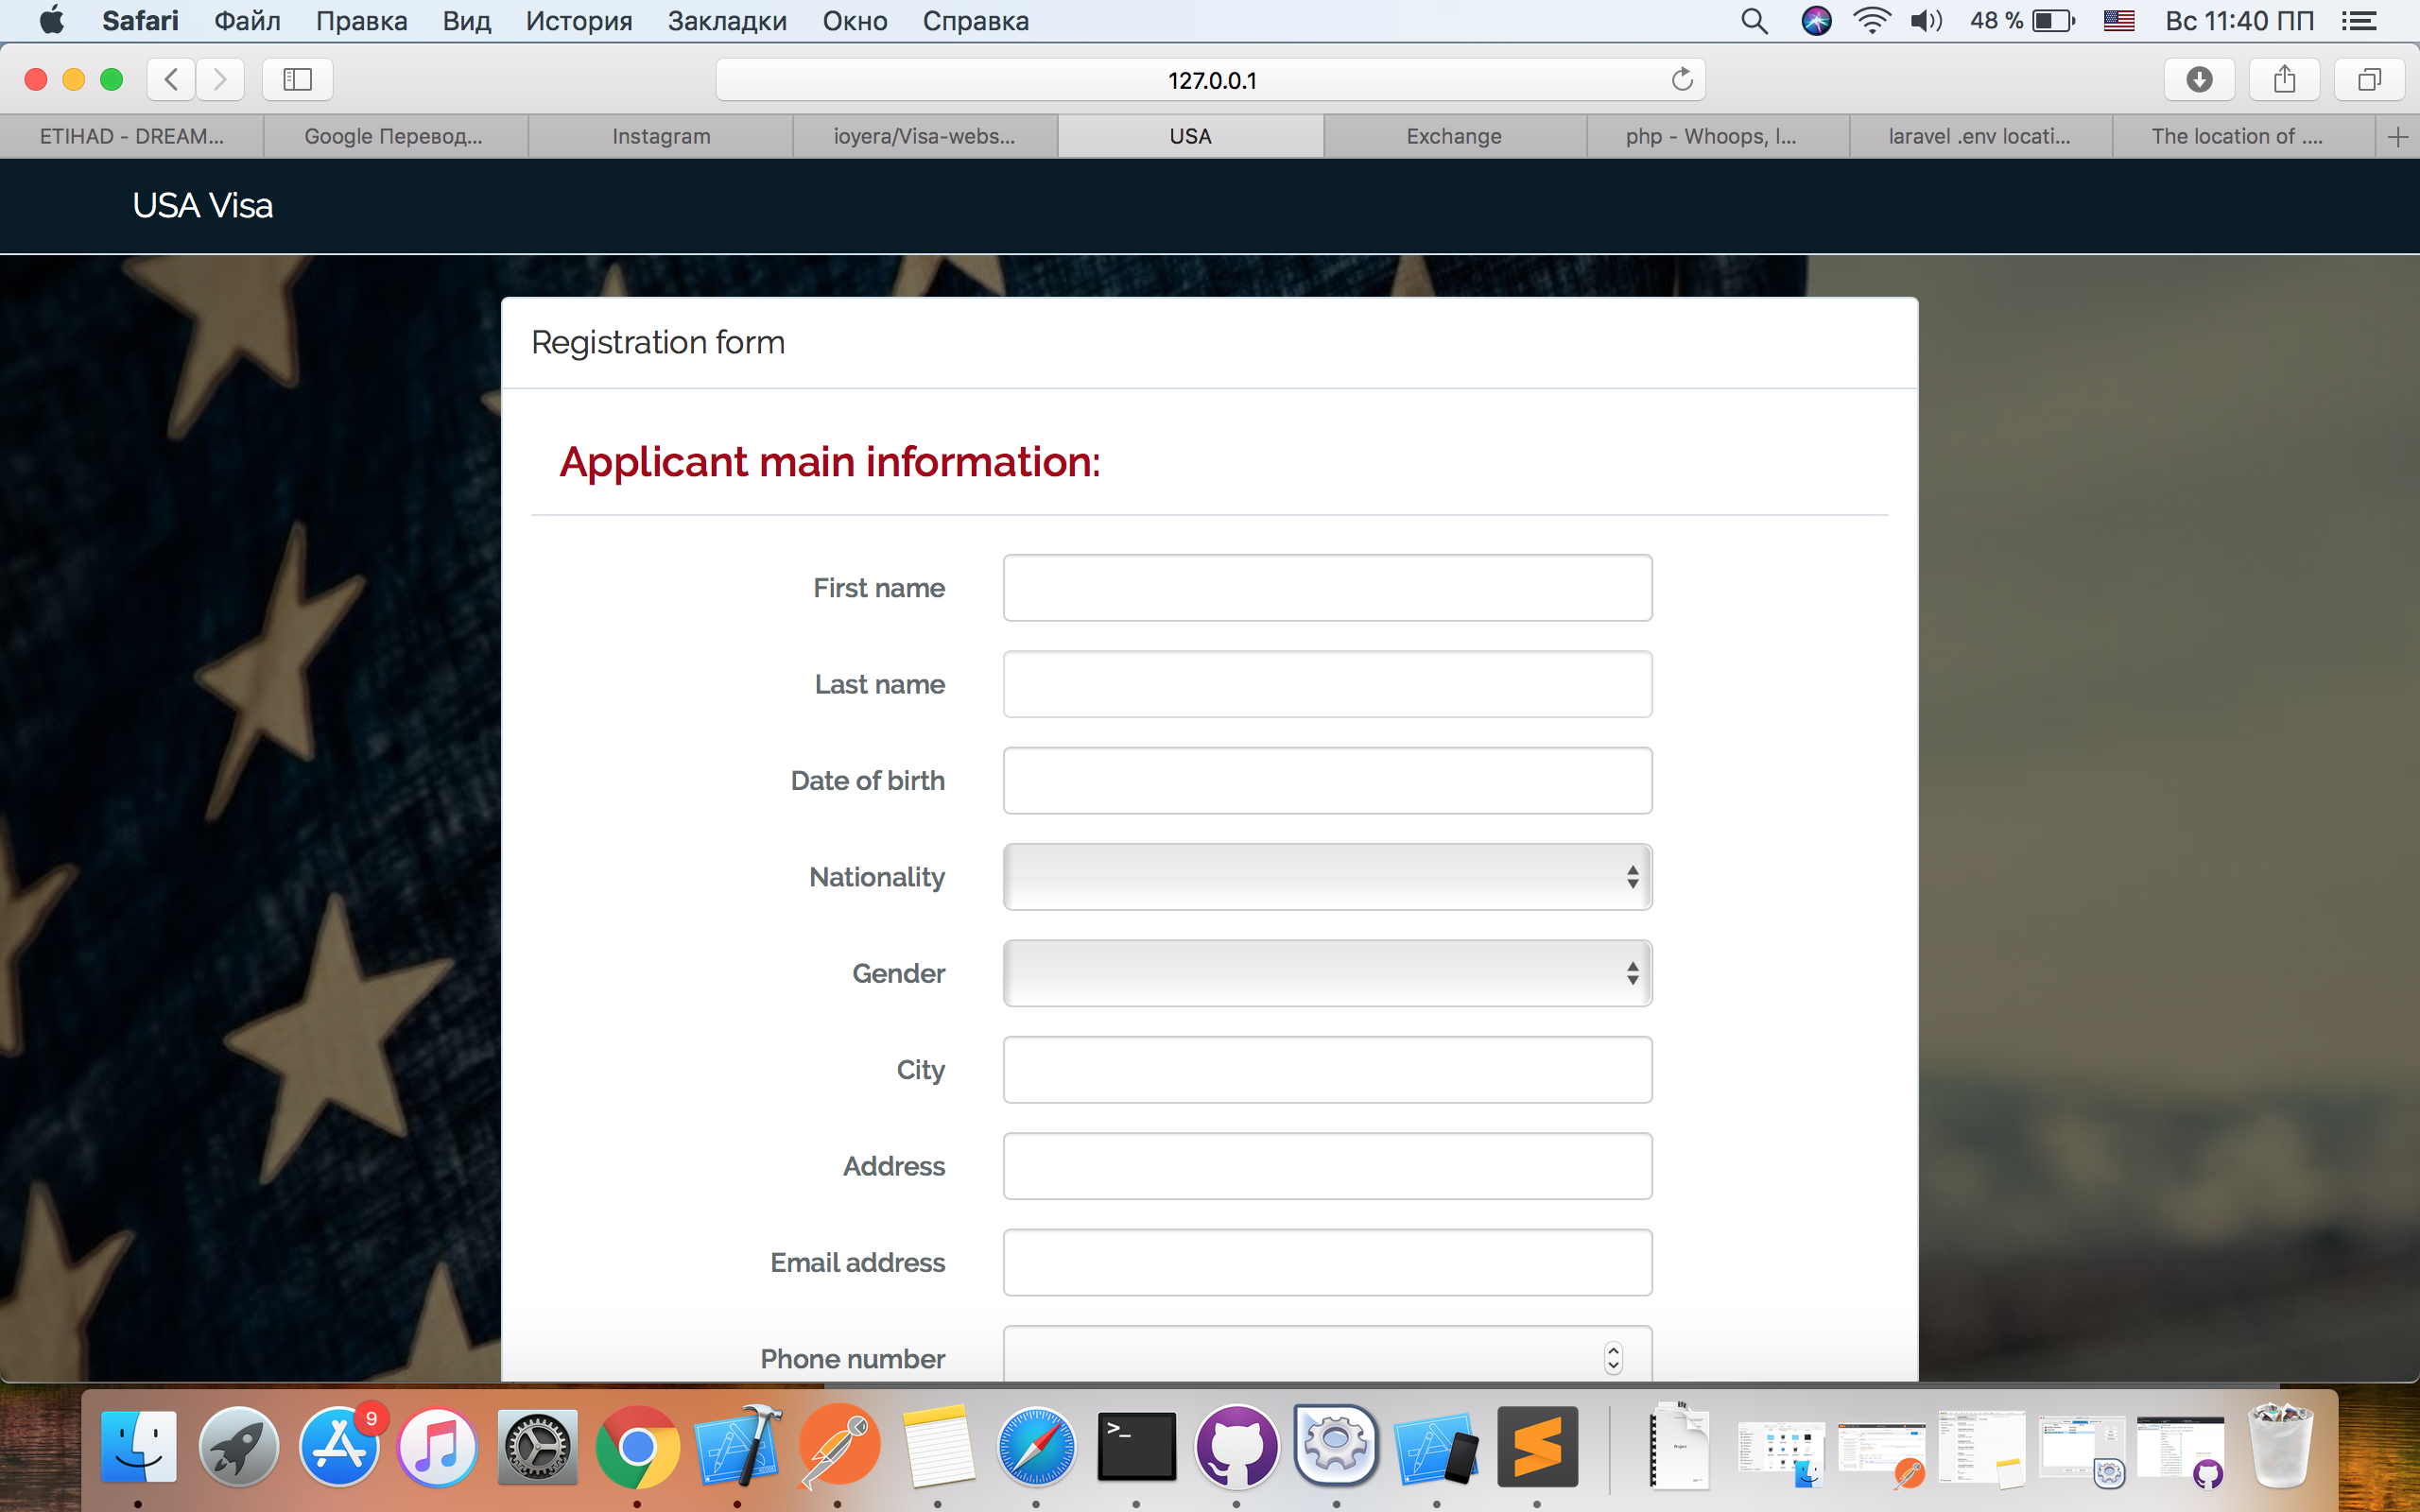 Safari Файл Правка Вид История Закладки Окно Справка 48 % Вс 11:40 ПП
127.0.0.1
ETIHAD - DREAM... Google Перевод... Instagram ioyera/Visa-webs... USA Exchange php - Whoops, l... laravel .env locati... The location of ....
USA Visa
Registration form
Applicant main information:
First name
Last name
Date of birth
Nationality
Gender
City
Address
Email address
Phone number
9
>_
Project